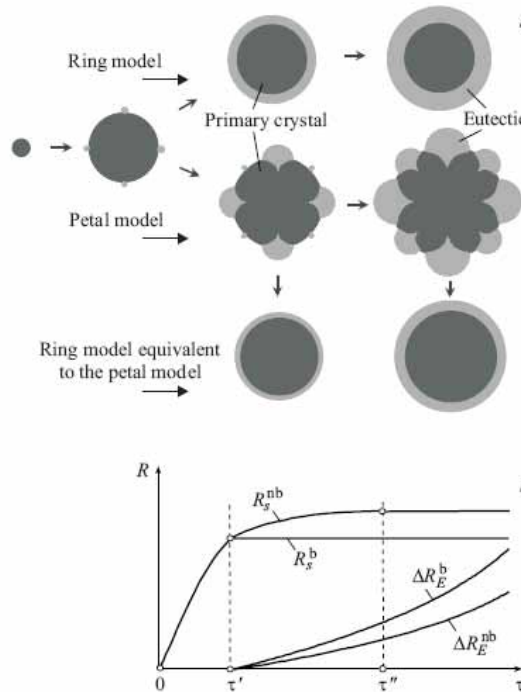 Ring model
Primary crystal
Eutectic
Petal model
Ring model equivalent
to the petal model
R
R_s^nb
R_s^b
ΔR_E^b
ΔR_E^nb
0
τ′
τ″
τ